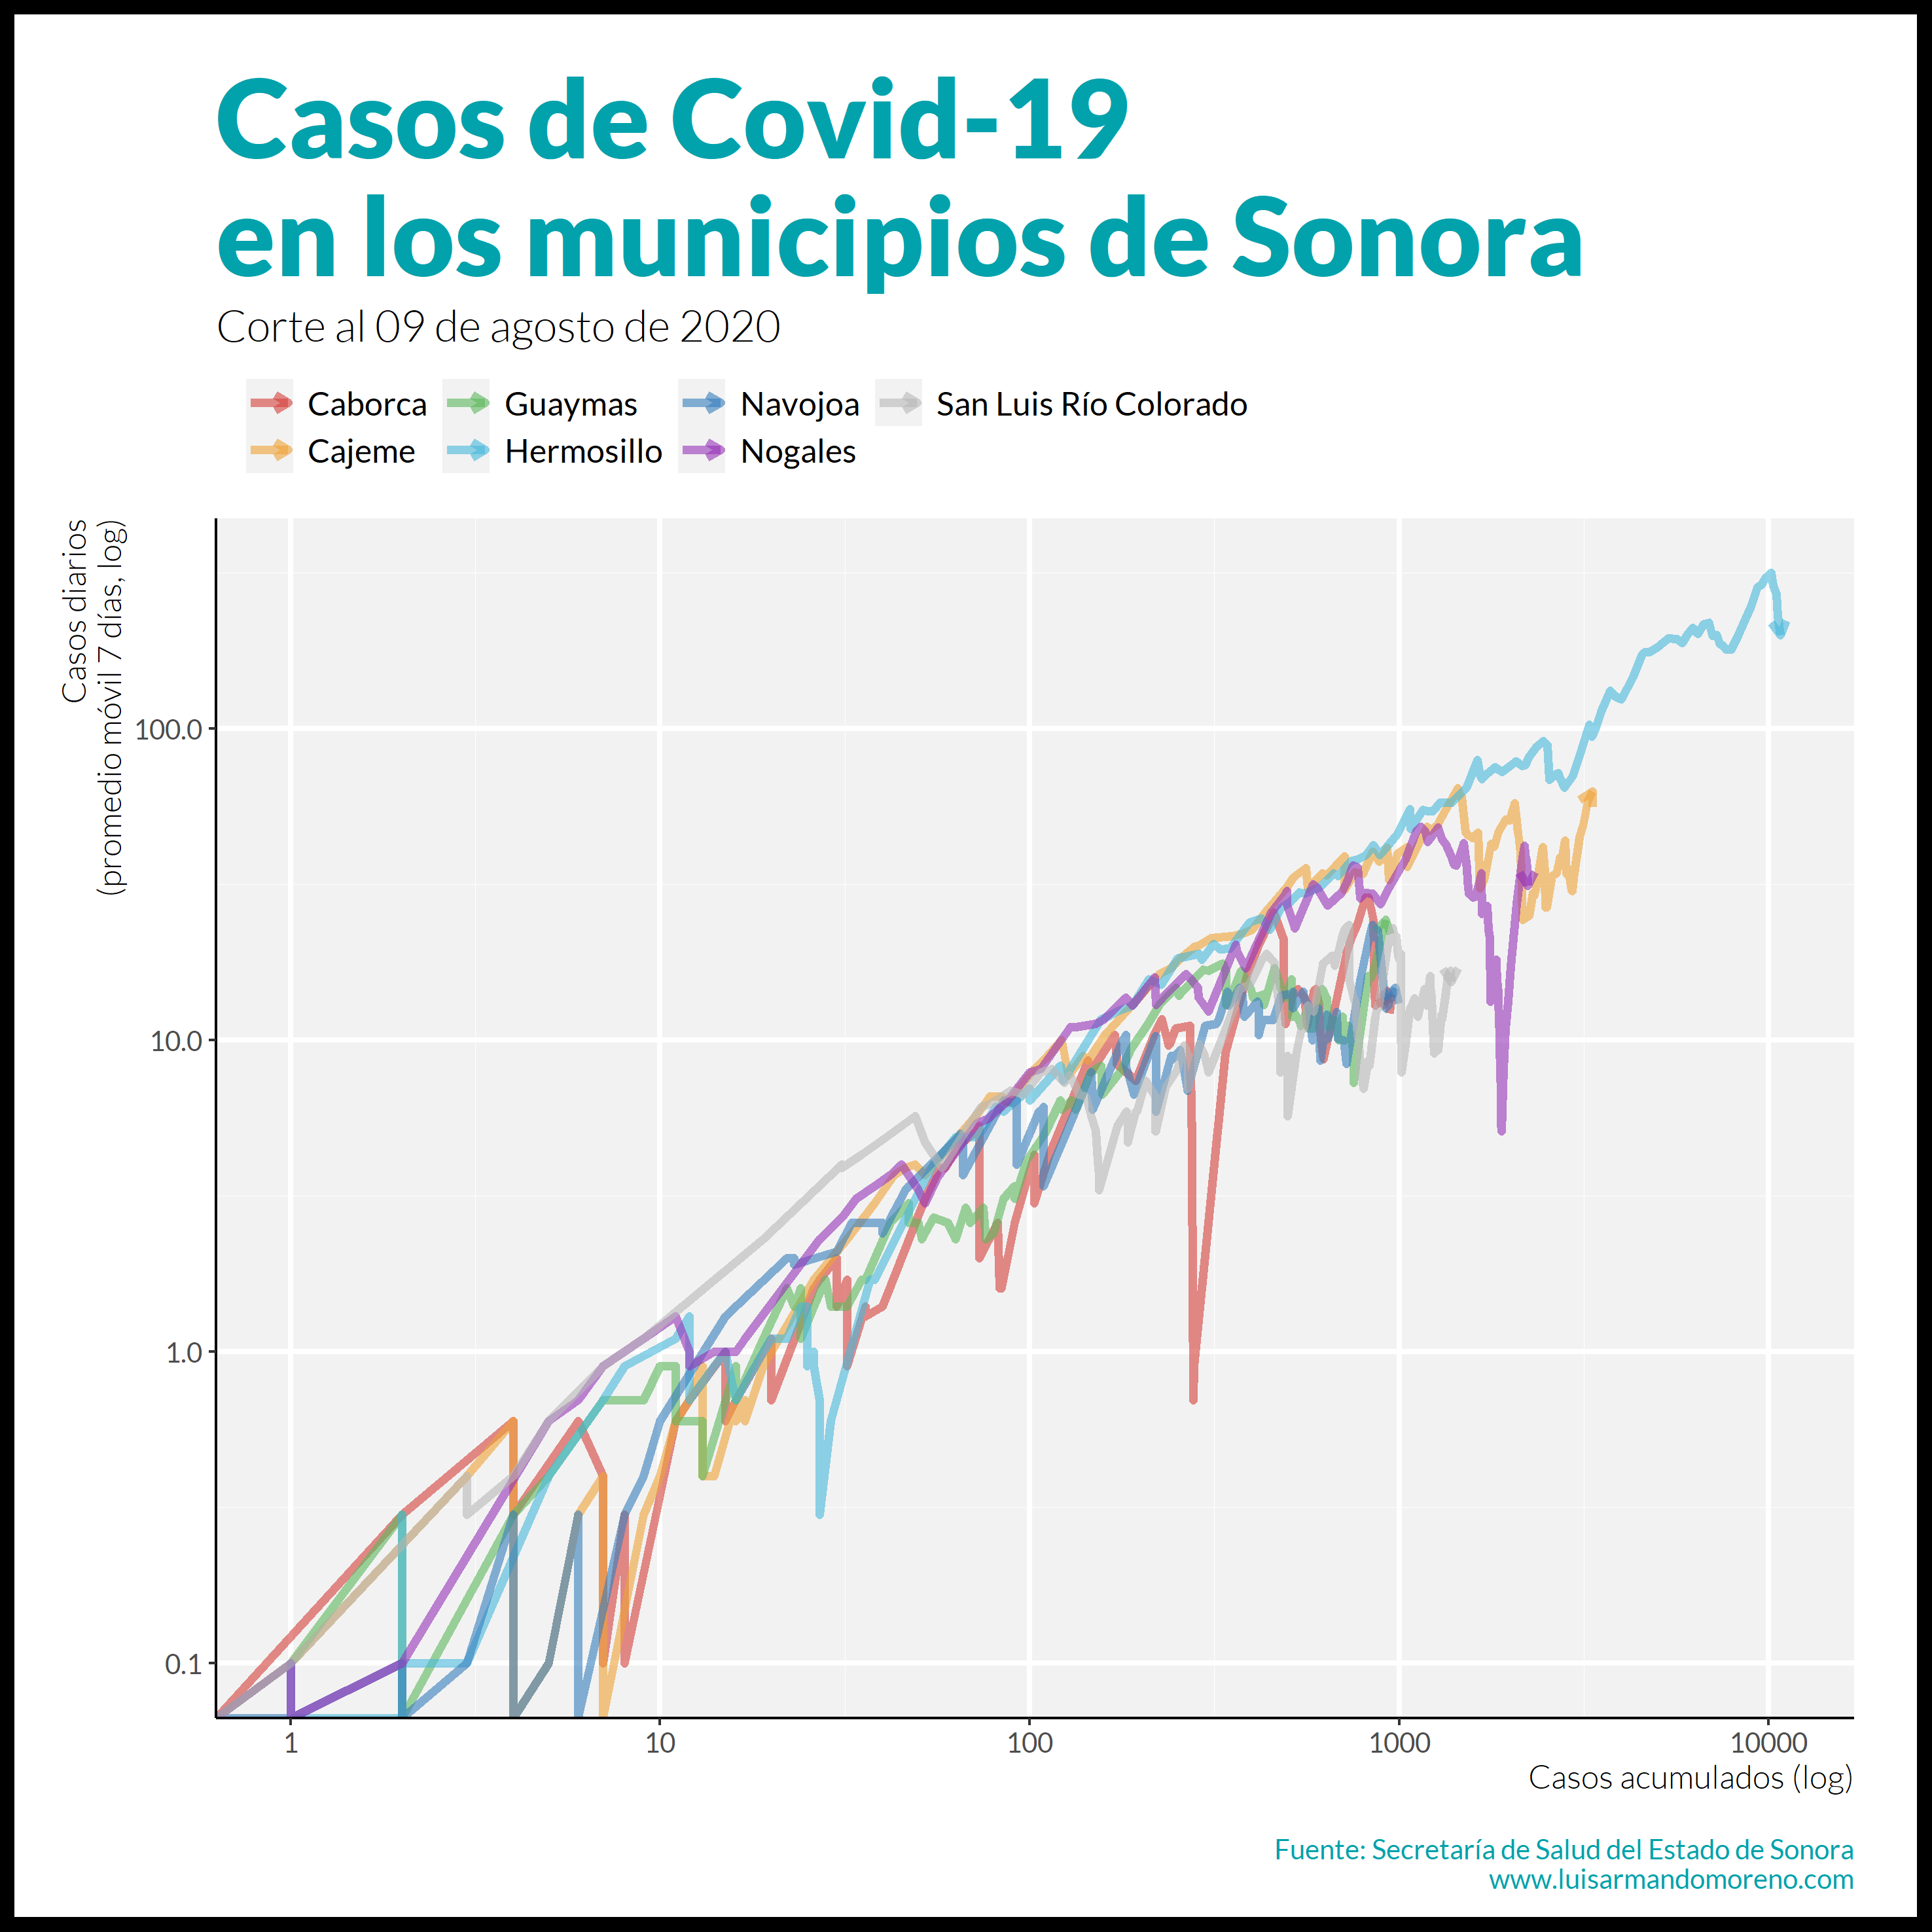 Casos de Covid-19
en los municipios de Sonora
Corte al 09 de agosto de 2020
Caborca
Guaymas
Navojoa
San Luis Río Colorado
Cajeme
Hermosillo
Nogales
Casos diarios
(promedio móvil 7 días, log)
100.0
10.0
1.0
0.1
1
10
100
1000
10000
Casos acumulados (log)
Fuente: Secretaría de Salud del Estado de Sonora
www.luisarmandomoreno.com